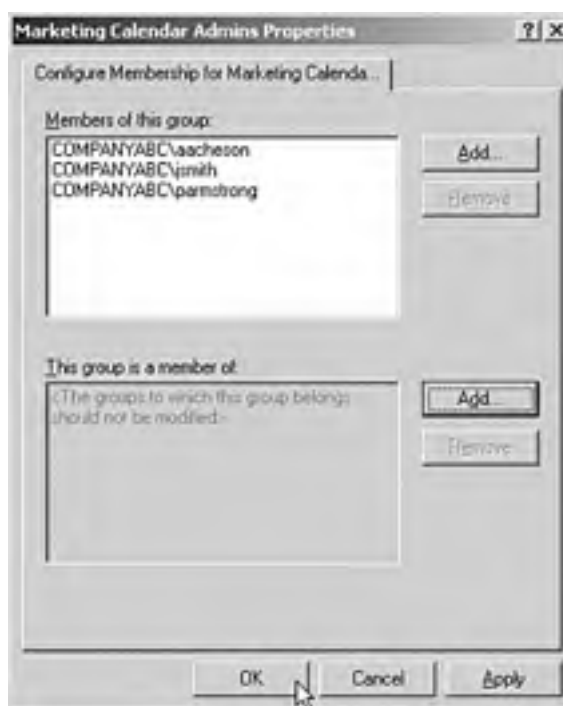 Marketing Calendar Admins Properties
? X
Configure Membership for Marketing Calenda...
Members of this group:
COMPANYABC\aacheson
COMPANYABC\jsmith
COMPANYABC\parmstrong
Add...
Remove
This group is a member of:
<The groups to which this group belongs
should not be modified>
Add...
Remove
OK
Cancel
Apply